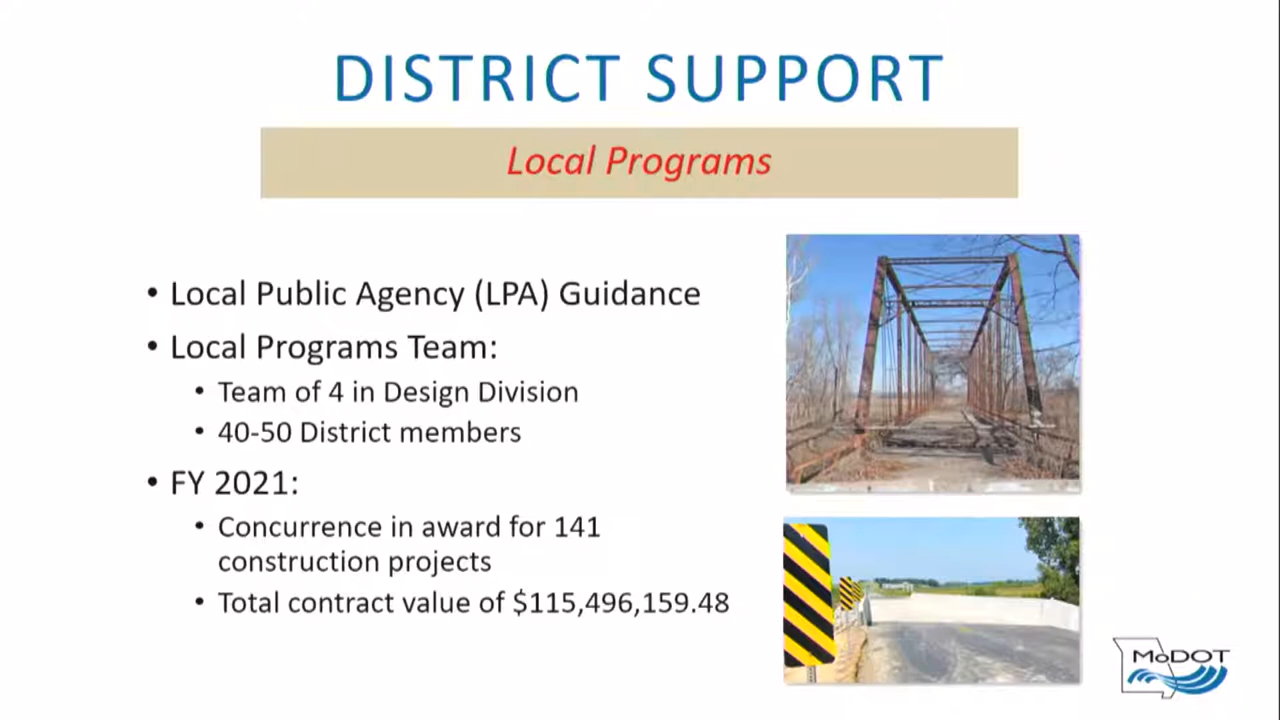 DISTRICT SUPPORT
Local Programs
• Local Public Agency (LPA) Guidance
• Local Programs Team:
• Team of 4 in Design Division
• 40-50 District members
• FY 2021:
• Concurrence in award for 141
construction projects
• Total contract value of $115,496,159.48
MoDOT